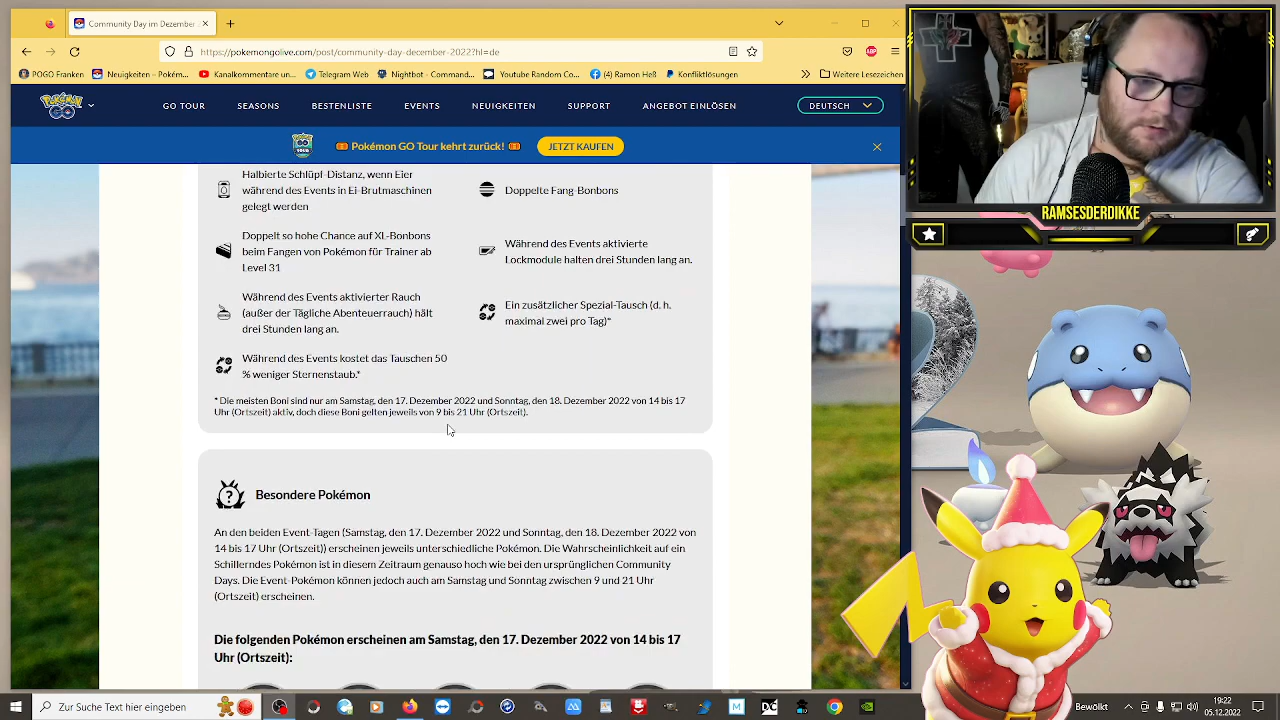 Community Day im Dezember
https://pokemongolive.com/post/community-day-december-2022?hl=de
POGO Franken
Neuigkeiten – Pokém...
Kanalkommentare un...
Telegram Web
Nightbot - Comman...
Youtube Random Co...
(4) Ramon Heß
Konfliktlösungen
Weitere Lesezeichen
GO TOUR
SEASONS
BESTENLISTE
EVENTS
NEUIGKEITEN
SUPPORT
ANGEBOT EINLÖSEN
DEUTSCH
Pokémon GO Tour kehrt zurück!
JETZT KAUFEN
Halbierte Schlüpf-Distanz, wenn Eier
während des Events in Ei-Brutmaschinen
gelegt werden
Doppelte Fang-Bonbons
Doppelt so hohe Chance auf XL-Bonbons
beim Fangen von Pokémon für Trainer ab
Level 31
Während des Events aktivierte
Lockmodule halten drei Stunden lang an.
Während des Events aktivierter Rauch
(außer der Tägliche Abenteuerrauch) hält
drei Stunden lang an.
Ein zusätzlicher Spezial-Tausch (d. h.
maximal zwei pro Tag)*
Während des Events kostet das Tauschen 50
% weniger Sternenstaub.*
* Die meisten Boni sind nur am Samstag, den 17. Dezember 2022 und Sonntag, den 18. Dezember 2022 von 14 bis 17
Uhr (Ortszeit) aktiv, doch diese Boni gelten jeweils von 9 bis 21 Uhr (Ortszeit).
Besondere Pokémon
An den beiden Event-Tagen (Samstag, den 17. Dezember 2022 und Sonntag, den 18. Dezember 2022 von
14 bis 17 Uhr (Ortszeit)) erscheinen jeweils unterschiedliche Pokémon. Die Wahrscheinlichkeit auf ein
Schillerndes Pokémon ist in diesem Zeitraum genauso hoch wie bei den ursprünglichen Community
Days. Die Event-Pokémon können jedoch auch am Samstag und Sonntag zwischen 9 und 21 Uhr
(Ortszeit) erscheinen.
Die folgenden Pokémon erscheinen am Samstag, den 17. Dezember 2022 von 14 bis 17
Uhr (Ortszeit):
RAMSESDERDIKKE
Zur Suche Text hier eingeben
Bewölkt
19:22
05.12.2022